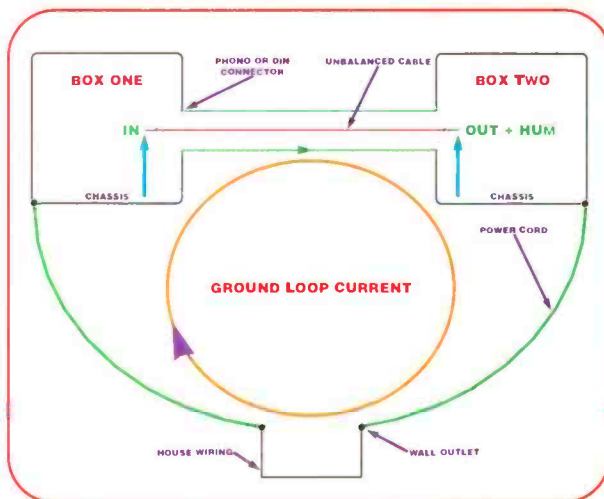 PHONO OR DIN
CONNECTOR
UNBALANCED CABLE
BOX ONE
BOX TWO
IN
OUT + HUM
CHASSIS
CHASSIS
POWER CORD
GROUND LOOP CURRENT
HOUSE WIRING
WALL OUTLET